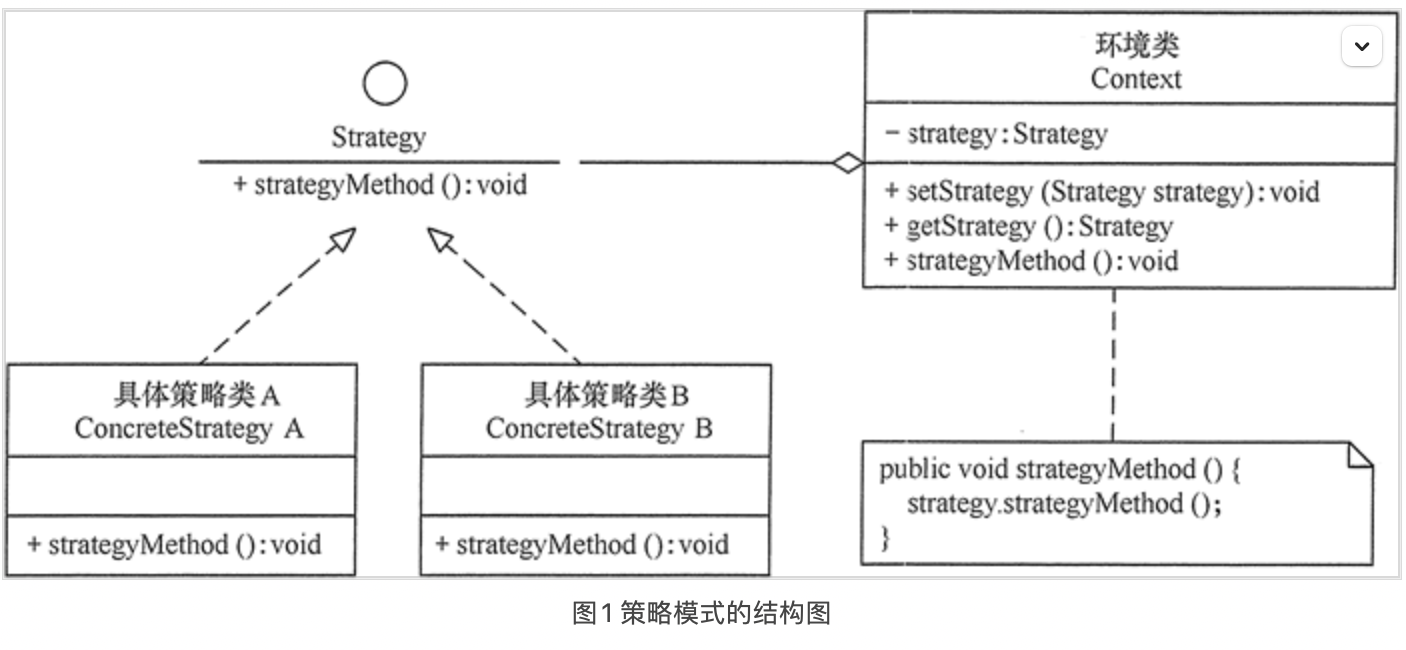 Strategy
+ strategyMethod ():void
环境类
Context
- strategy:Strategy
+ setStrategy (Strategy strategy):void
+ getStrategy ():Strategy
+ strategyMethod ():void
具体策略类A
ConcreteStrategy A
+ strategyMethod ():void
具体策略类B
ConcreteStrategy B
+ strategyMethod ():void
public void strategyMethod () {
strategy.strategyMethod ();
}
图1 策略模式的结构图